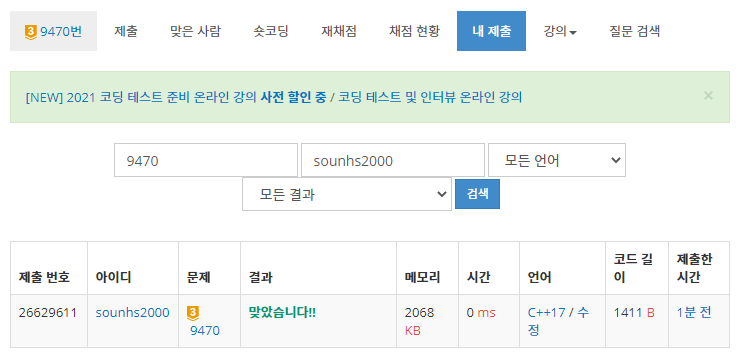 3 9470번 제출 맞은 사람 숏코딩 재채점 채점 현황 내 제출 강의 질문 검색
[NEW] 2021 코딩 테스트 준비 온라인 강의 사전 할인 중 / 코딩 테스트 및 인터뷰 온라인 강의 ×
9470 sounhs2000 모든 언어
모든 결과 검색
제출 번호 아이디 문제 결과 메모리 시간 언어 코드 길
이 제출한
시간
26629611 sounhs2000 3
9470 맞았습니다!! 2068
KB 0 ms C++17 / 수
정 1411 B 1분 전